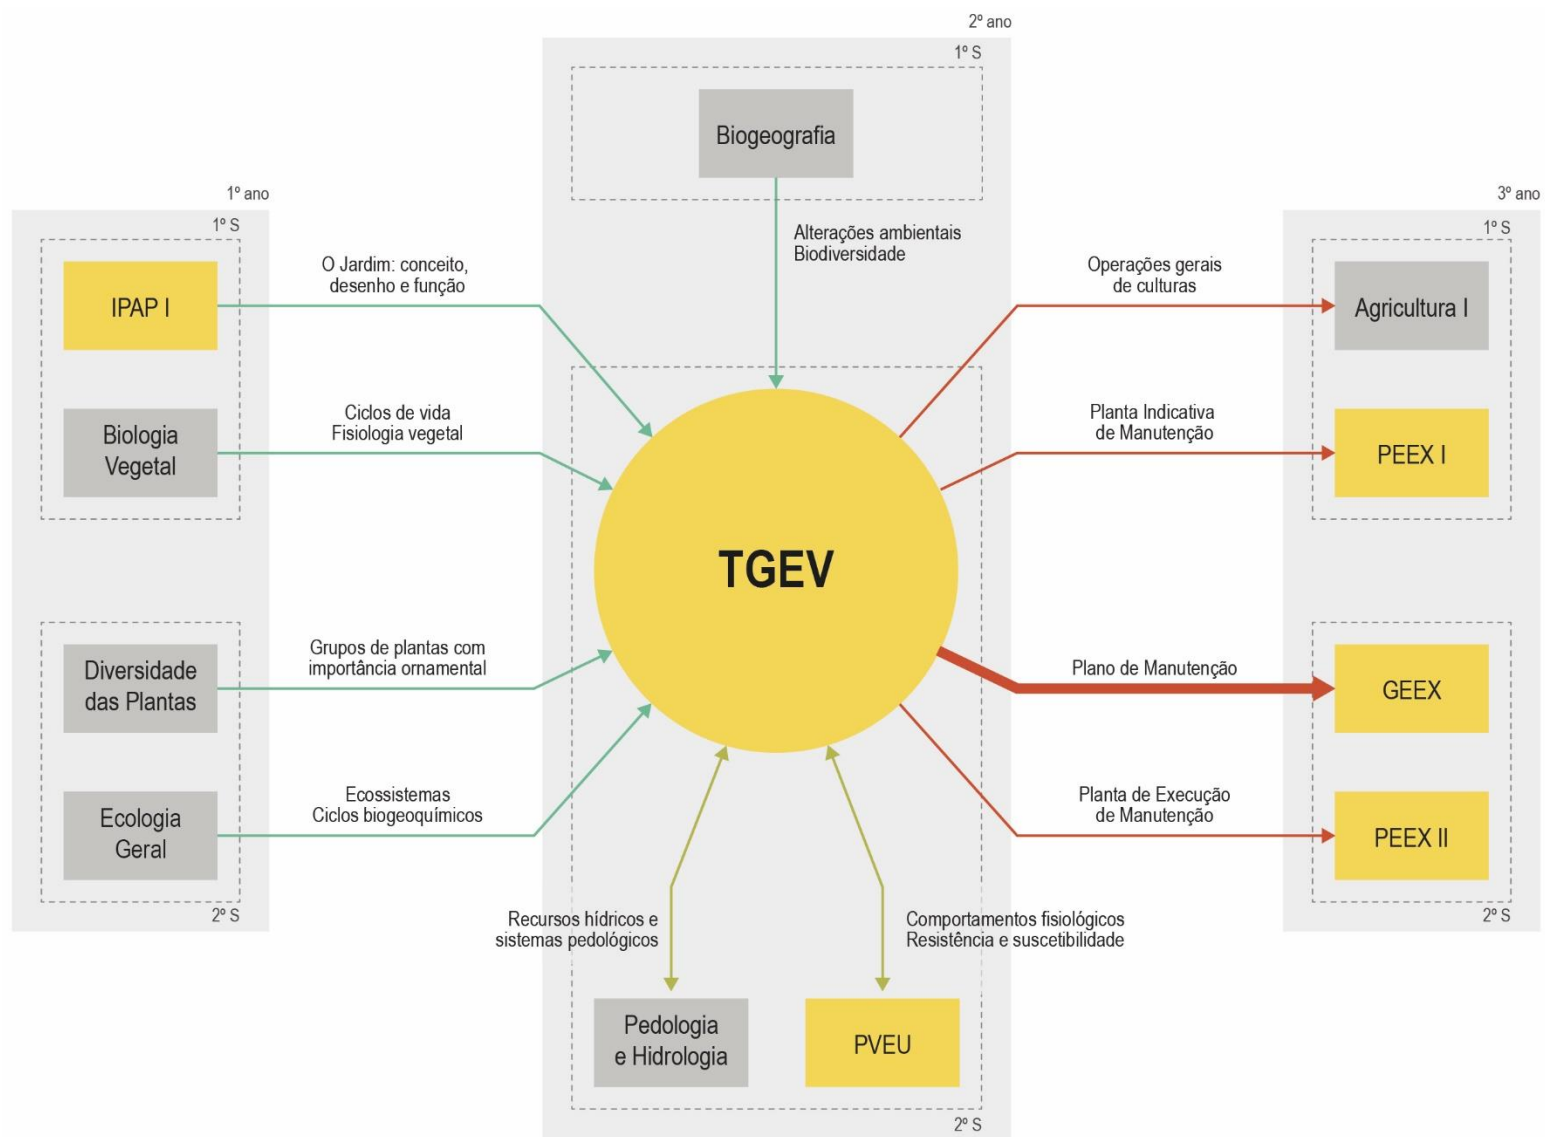 2º ano
1º S
Biogeografia
Alterações ambientais
Biodiversidade
1º ano
1º S
IPAP I
O Jardim: conceito,
desenho e função
Biologia
Vegetal
Ciclos de vida
Fisiologia vegetal
Diversidade
das Plantas
Grupos de plantas com
importância ornamental
Ecologia
Geral
Ecossistemas
Ciclos biogeoquímicos
2º S
TGEV
Recursos hídricos e
sistemas pedológicos
Comportamentos fisiológicos
Resistência e suscetibilidade
Pedologia
e Hidrologia
PVEU
2º S
3º ano
1º S
Operações gerais
de culturas
Agricultura I
Planta Indicativa
de Manutenção
PEEX I
Plano de Manutenção
GEEX
Planta de Execução
de Manutenção
PEEX II
2º S